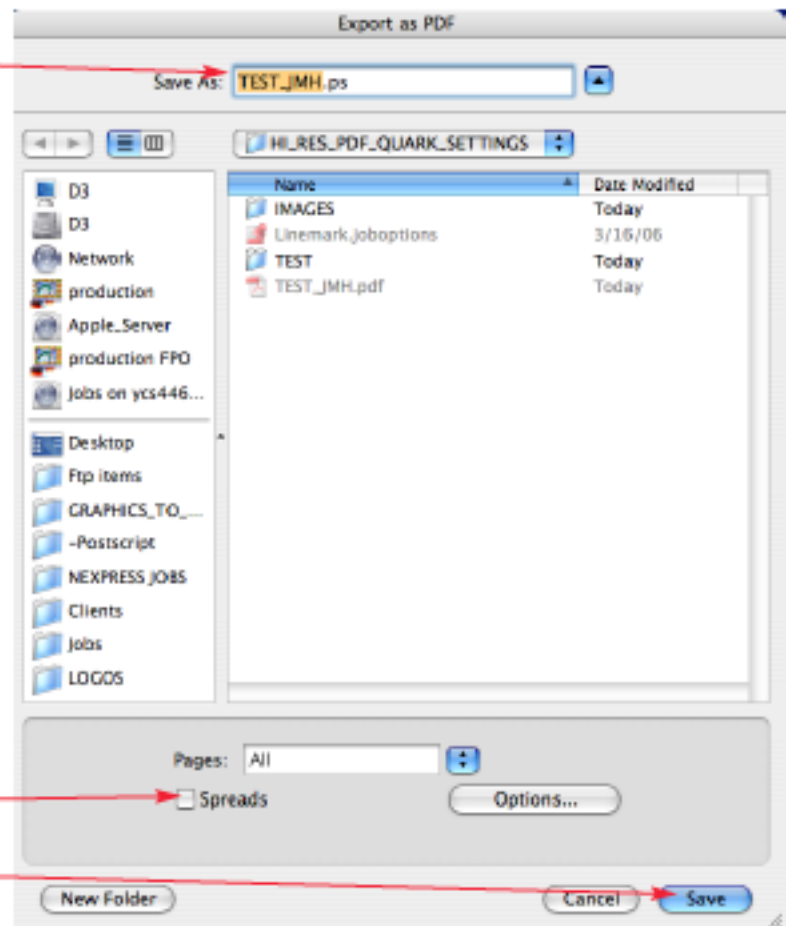 Export as PDF
Save As: TEST_JMH.ps
HI_RES_PDF_QUARK_SETTINGS
Name Date Modified
IMAGES Today
Linemark.joboptions 3/16/06
TEST Today
TEST_JMH.pdf Today
D3
D3
Network
production
Apple_Server
production FPO
Jobs on ycs446...
Desktop
Ftp items
GRAPHICS_TO_...
-Postscript
NEXPRESS JOBS
Clients
Jobs
LOGOS
Pages: All
Spreads Options...
New Folder Cancel Save